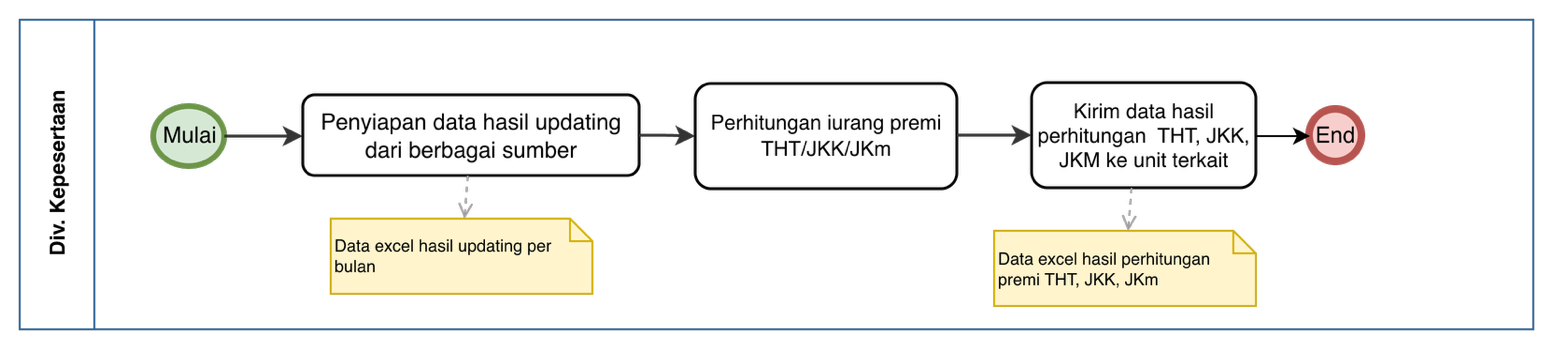 Div. Kepesertaan
Mulai
Penyiapan data hasil updating
dari berbagai sumber
Perhitungan iurang premi
THT/JKK/JKm
Kirim data hasil
perhitungan THT, JKK,
JKM ke unit terkait
End
Data excel hasil updating per
bulan
Data excel hasil perhitungan
premi THT, JKK, JKm